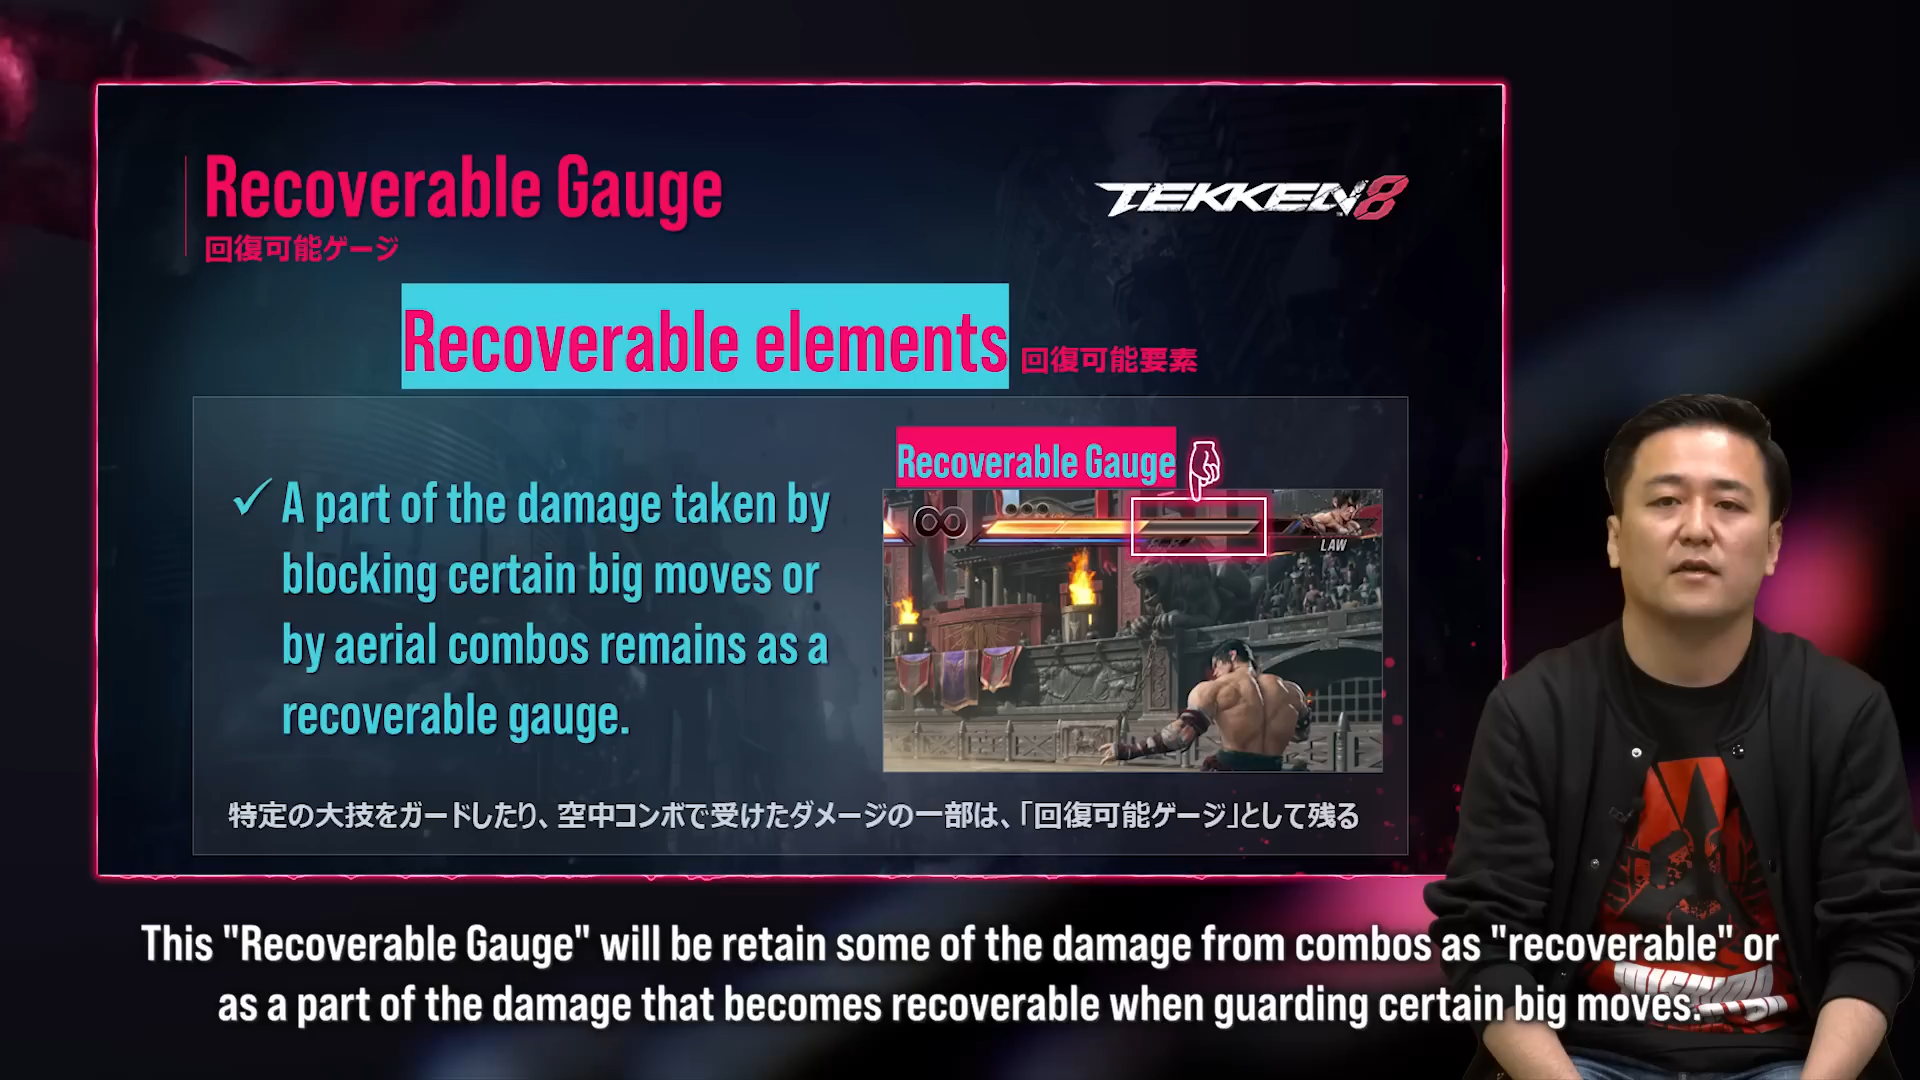 Recoverable Gauge
回復可能ゲージ
TEKKEN 8
Recoverable elements 回復可能要素
Recoverable Gauge
A part of the damage taken by
blocking certain big moves or
by aerial combos remains as a
recoverable gauge.
LAW
特定の大技をガードしたり、空中コンボで受けたダメージの一部は、「回復可能ゲージ」として残る
This "Recoverable Gauge" will be retain some of the damage from combos as "recoverable" or
as a part of the damage that becomes recoverable when guarding certain big moves.